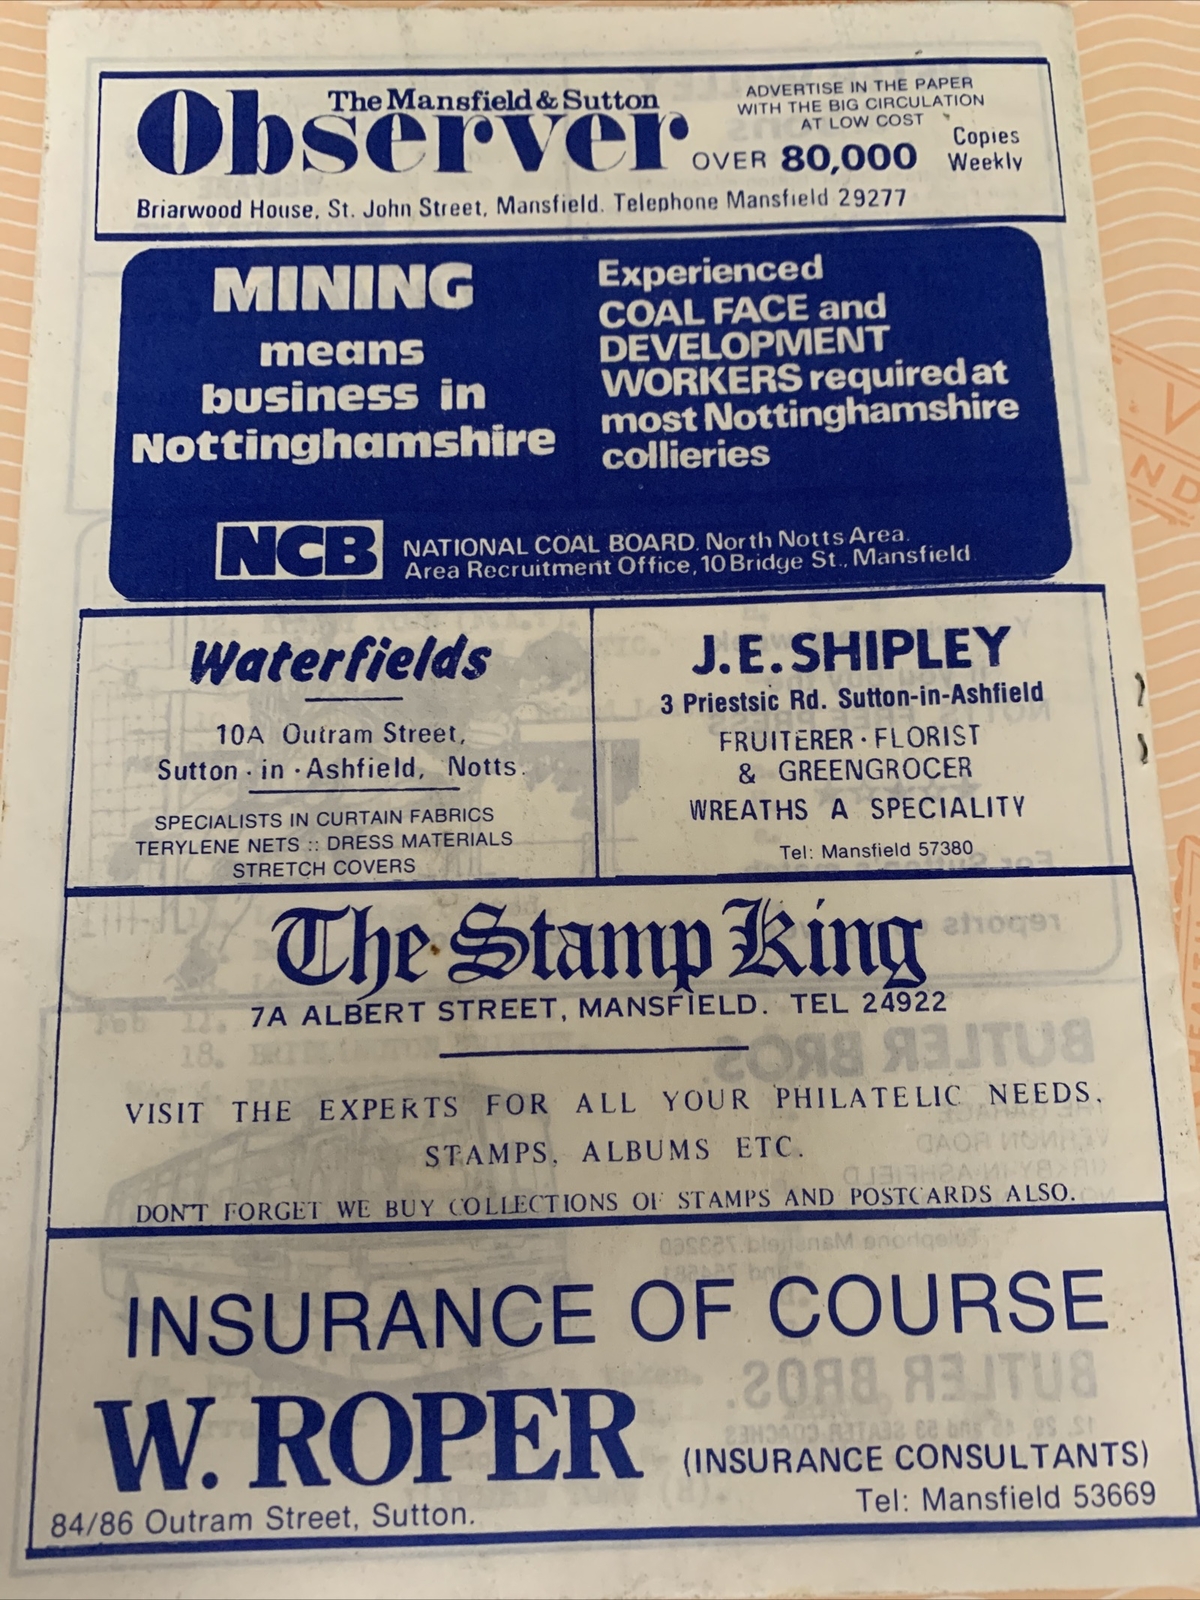 The Mansfield & Sutton
Observer
ADVERTISE IN THE PAPER
WITH THE BIG CIRCULATION
AT LOW COST
OVER 80,000
Copies
Weekly
Briarwood House, St. John Street, Mansfield. Telephone Mansfield 29277
MINING
means
business in
Nottinghamshire
Experienced
COAL FACE and
DEVELOPMENT
WORKERS required at
most Nottinghamshire
collieries
NCB
NATIONAL COAL BOARD. North Notts Area.
Area Recruitment Office, 10 Bridge St., Mansfield.
Waterfields
10A Outram Street,
Sutton · in · Ashfield, Notts.
SPECIALISTS IN CURTAIN FABRICS
TERYLENE NETS :: DRESS MATERIALS
STRETCH COVERS
J. E. SHIPLEY
3 Priestsic Rd. Sutton-in-Ashfield
FRUITERER · FLORIST
& GREENGROCER
WREATHS A SPECIALITY
Tel: Mansfield 57380
The Stamp King
7A ALBERT STREET, MANSFIELD. TEL 24922
VISIT THE EXPERTS FOR ALL YOUR PHILATELIC NEEDS,
STAMPS, ALBUMS ETC.
DON'T FORGET WE BUY COLLECTIONS OF STAMPS AND POSTCARDS ALSO.
INSURANCE OF COURSE
W. ROPER
(INSURANCE CONSULTANTS)
84/86 Outram Street, Sutton.
Tel: Mansfield 53669